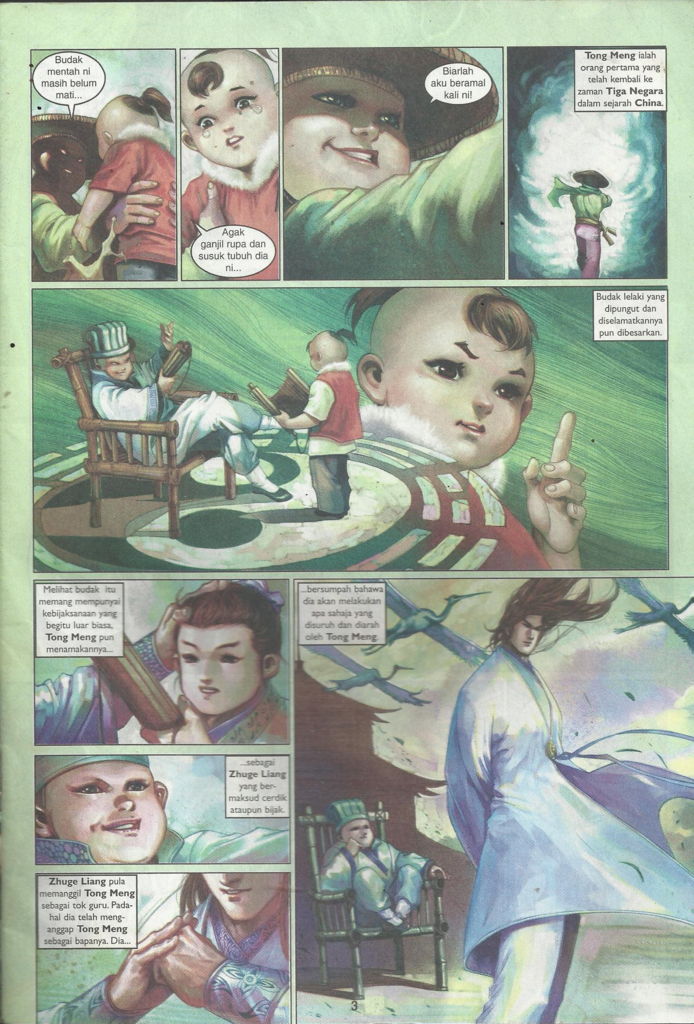 Budak
mentah ni
masih belum
mati...
Agak
ganjil rupa dan
susuk tubuh dia
ni...
Biarlah
aku beramal
kali ni!
Tong Meng ialah
orang pertama yang
telah kembali ke
zaman Tiga Negara
dalam sejarah China.
Budak lelaki yang
dipungut dan
diselamatkannya
pun dibesarkan.
Melihat budak itu
memang mempunyai
kebijaksanaan yang
begitu luar biasa,
Tong Meng pun
menamakannya...
...sebagai
Zhuge Liang
yang ber-
maksud cerdik
ataupun bijak.
Zhuge Liang pula
memanggil Tong Meng
sebagai tok guru. Pada-
hal dia telah meng-
anggap Tong Meng
sebagai bapanya. Dia...
...bersumpah bahawa
dia akan melakukan
apa sahaja yang
disuruh dan diarah
oleh Tong Meng.
3